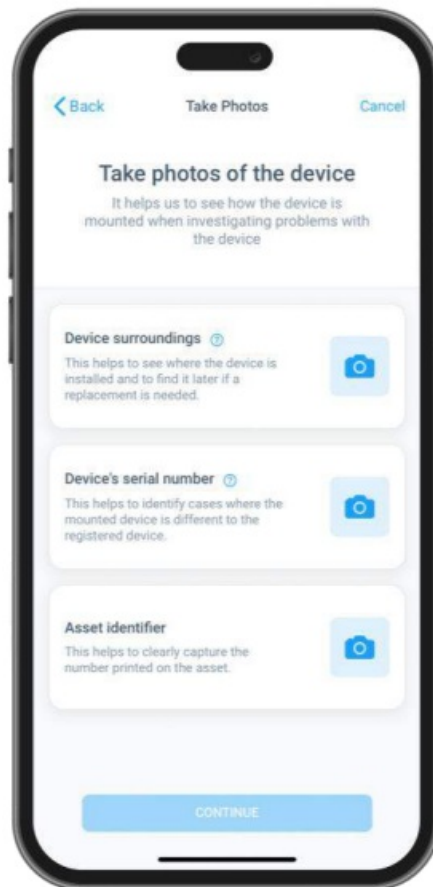 Back Take Photos Cancel
Take photos of the device
It helps us to see how the device is
mounted when investigating problems with
the device
Device surroundings ?
This helps to see where the device is
installed and to find it later if a
replacement is needed.
Device's serial number ?
This helps to identify cases where the
mounted device is different to the
registered device.
Asset identifier
This helps to clearly capture the
number printed on the asset.
CONTINUE